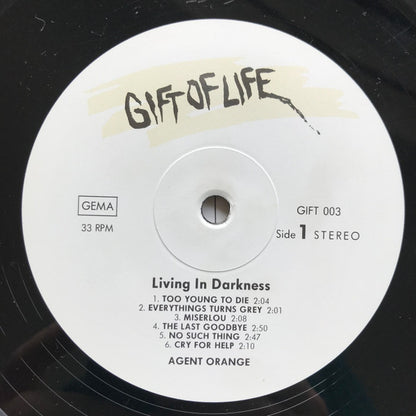 GIFT OF LIFE
GEMA
33 RPM
GIFT 003
Side 1 STEREO
Living In Darkness
1. TOO YOUNG TO DIE 2:04
2. EVERYTHINGS TURNS GREY 2:01
3. MISERLOU 2:08
4. THE LAST GOODBYE 2:50
5. NO SUCH THING 2:47
6. CRY FOR HELP 2:10
AGENT ORANGE